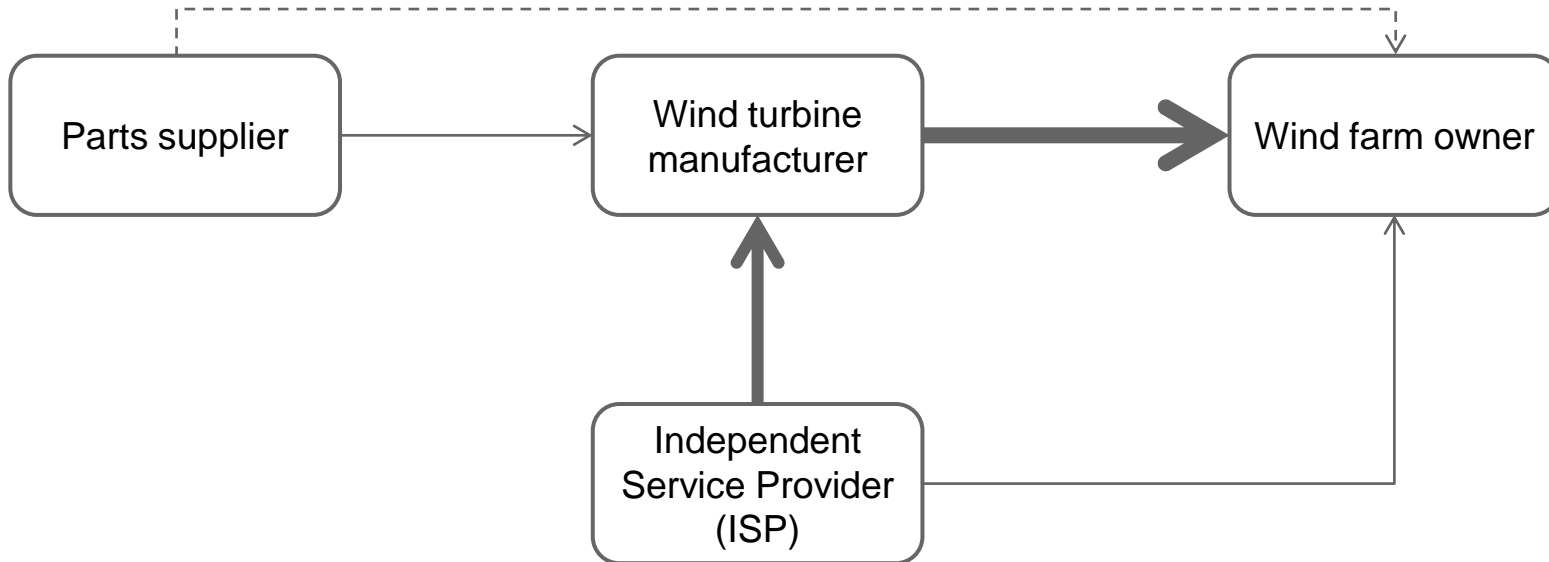 Parts supplier
Wind turbine
manufacturer
Wind farm owner
Independent
Service Provider
(ISP)